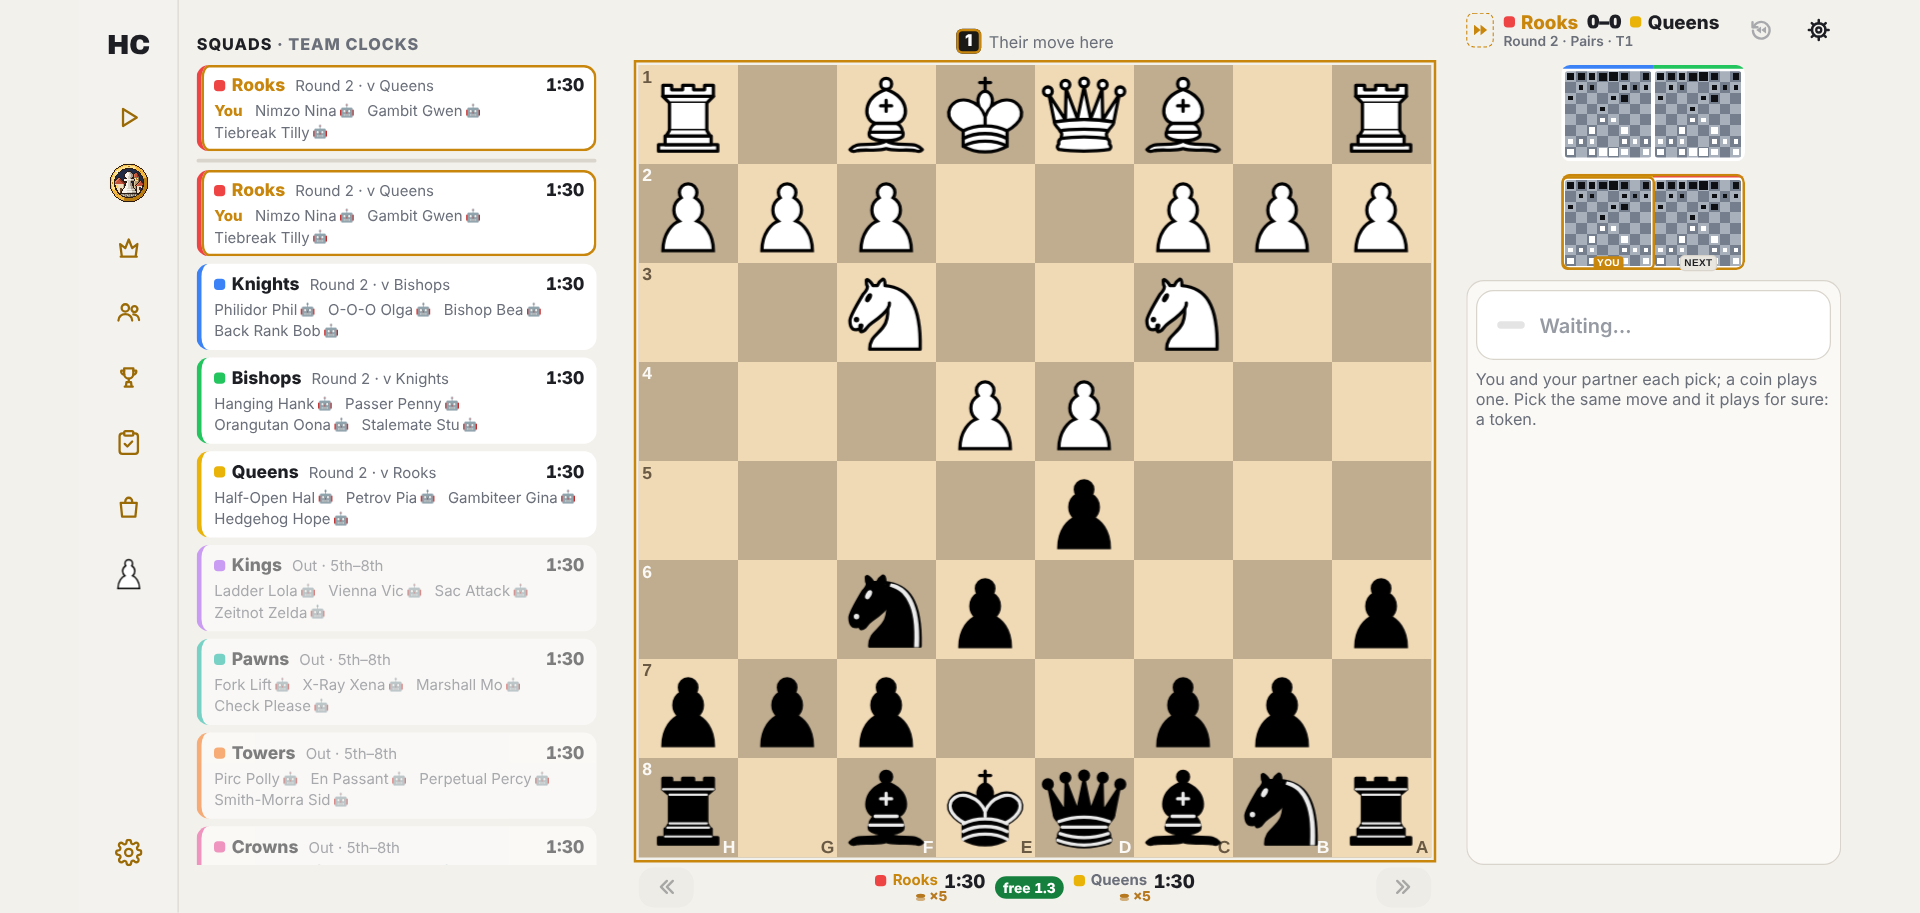 HC
SQUADS · TEAM CLOCKS
Rooks Round 2 · v Queens 1:30
You Nimzo Nina Gambit Gwen
Tiebreak Tilly
Rooks Round 2 · v Queens 1:30
You Nimzo Nina Gambit Gwen
Tiebreak Tilly
Knights Round 2 · v Bishops 1:30
Philidor Phil O-O-O Olga Bishop Bea
Back Rank Bob
Bishops Round 2 · v Knights 1:30
Hanging Hank Passer Penny
Orangutan Oona Stalemate Stu
Queens Round 2 · v Rooks 1:30
Half-Open Hal Petrov Pia Gambiteer Gina
Hedgehog Hope
Kings Out · 5th–8th 1:30
Ladder Lola Vienna Vic Sac Attack
Zeitnot Zelda
Pawns Out · 5th–8th 1:30
Fork Lift X-Ray Xena Marshall Mo
Check Please
Towers Out · 5th–8th 1:30
Pirc Polly En Passant Perpetual Percy
Smith-Morra Sid
Crowns Out · 5th–8th 1:30
1 Their move here
1
2
3
4
5
6
7
8
H G F E D C B A
Rooks 1:30 free 1.3 Queens 1:30
×5 ×5
Rooks 0–0 Queens
Round 2 · Pairs · T1
YOU NEXT
Waiting...
You and your partner each pick; a coin plays
one. Pick the same move and it plays for sure:
a token.